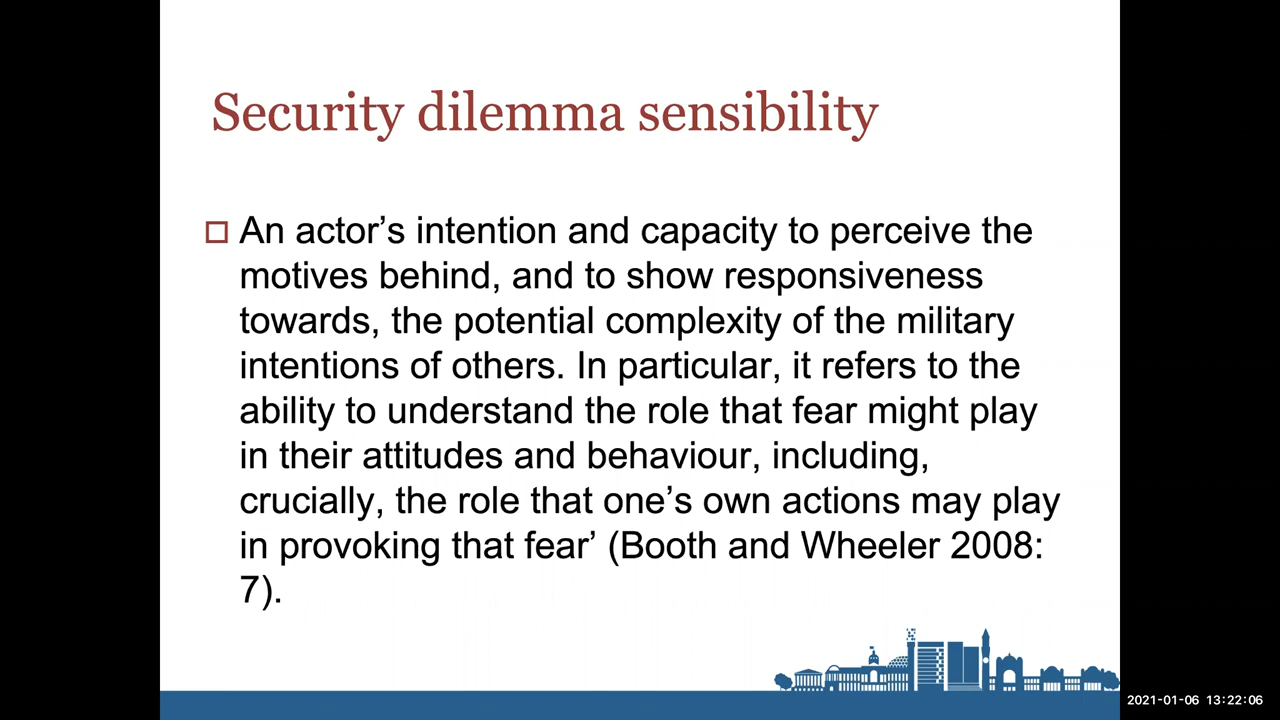 Security dilemma sensibility
An actor’s intention and capacity to perceive the
motives behind, and to show responsiveness
towards, the potential complexity of the military
intentions of others. In particular, it refers to the
ability to understand the role that fear might play
in their attitudes and behaviour, including,
crucially, the role that one’s own actions may play
in provoking that fear’ (Booth and Wheeler 2008:
7).
2021-01-06 13:22:06